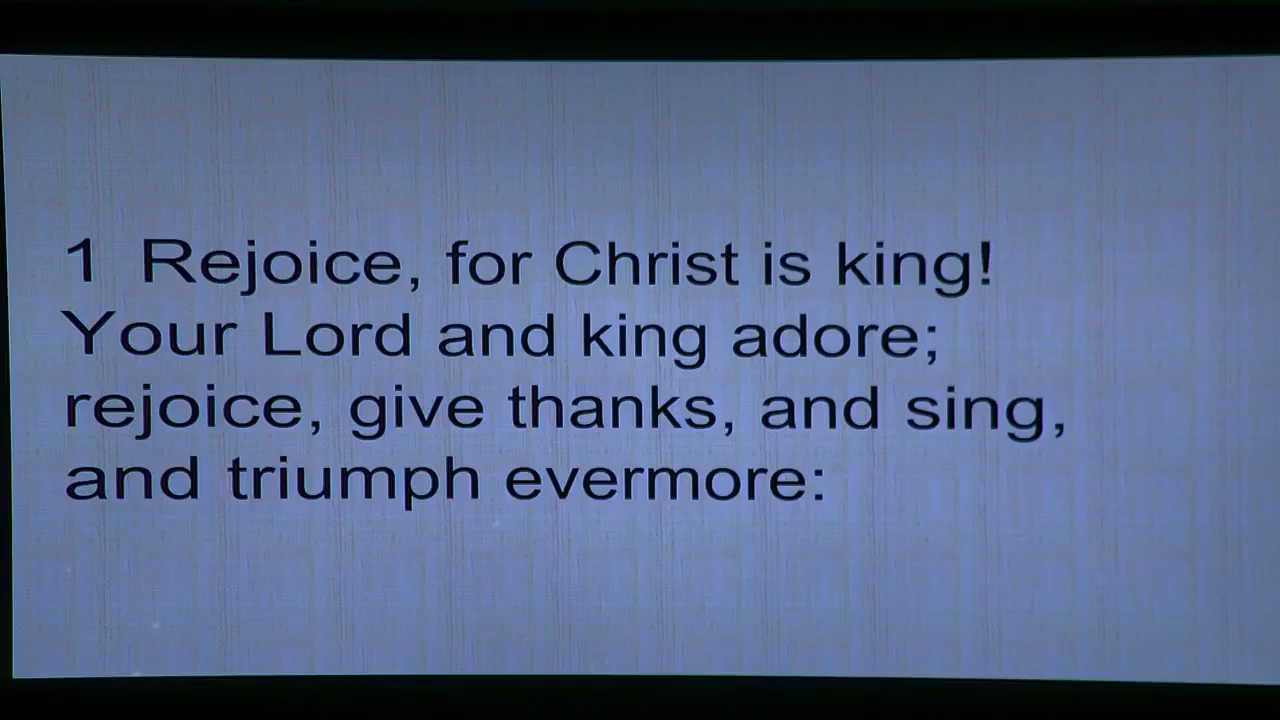 1 Rejoice, for Christ is king!
Your Lord and king adore;
rejoice, give thanks, and sing,
and triumph evermore: